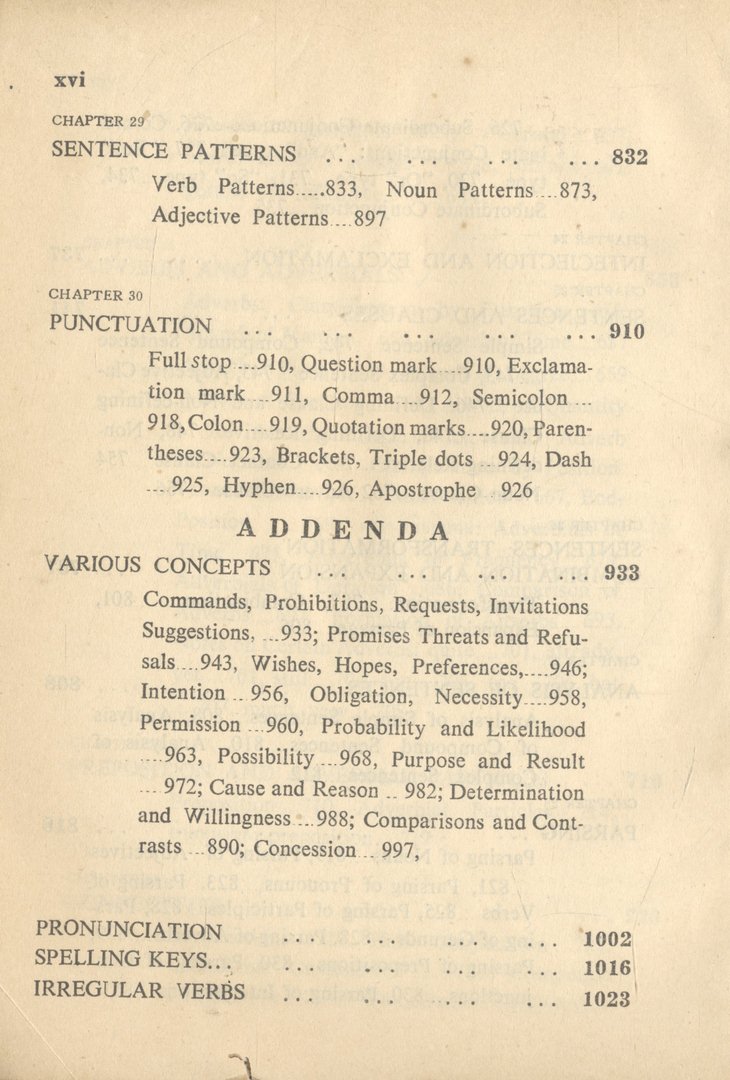 xvi
CHAPTER 29
SENTENCE PATTERNS ... ... ... ... 832
Verb Patterns.....833, Noun Patterns...873,
Adjective Patterns...897
CHAPTER 30
PUNCTUATION ... ... ... ... ... 910
Full stop ...910, Question mark ...910, Exclama-
tion mark ...911, Comma ...912, Semicolon ...
918, Colon....919, Quotation marks....920, Paren-
theses....923, Brackets, Triple dots ...924, Dash
....925, Hyphen....926, Apostrophe 926
ADDENDA
VARIOUS CONCEPTS ... ... ... ... 933
Commands, Prohibitions, Requests, Invitations
Suggestions, ...933; Promises Threats and Refu-
sals....943, Wishes, Hopes, Preferences,....946;
Intention ..956, Obligation, Necessity....958,
Permission ...960, Probability and Likelihood
....963, Possibility ...968, Purpose and Result
... 972; Cause and Reason .. 982; Determination
and Willingness ...988; Comparisons and Cont-
rasts ...890; Concession ...997,
PRONUNCIATION ... ... ... ... 1002
SPELLING KEYS... ... ... ... ... 1016
IRREGULAR VERBS ... ... ... ... 1023